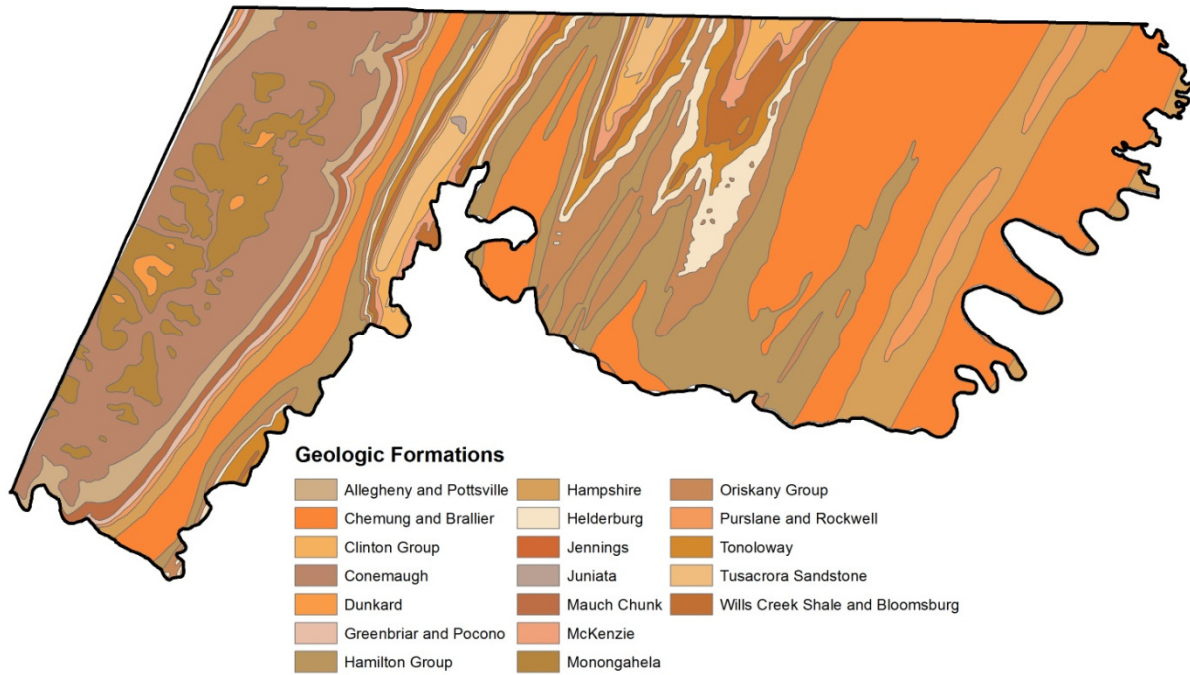 Geologic Formations
Allegheny and Pottsville
Chemung and Brallier
Clinton Group
Conemaugh
Dunkard
Greenbriar and Pocono
Hamilton Group
Hampshire
Helderburg
Jennings
Juniata
Mauch Chunk
McKenzie
Monongahela
Oriskany Group
Purslane and Rockwell
Tonoloway
Tusacrora Sandstone
Wills Creek Shale and Bloomsburg